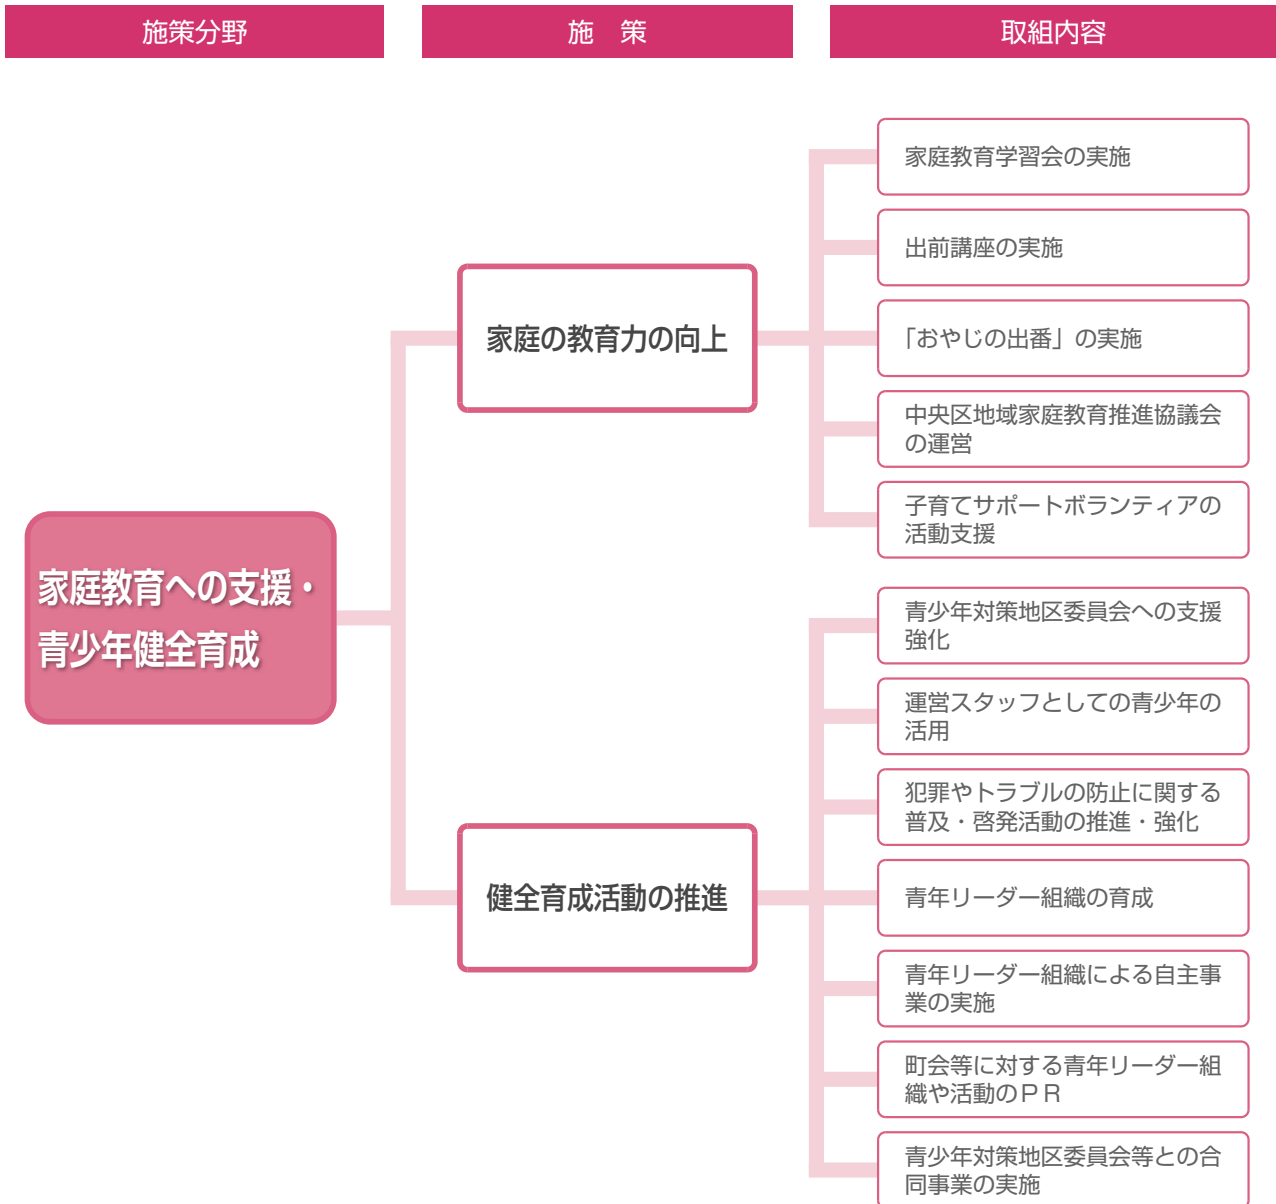 施策分野
施　策
取組内容
家庭教育への支援・
青少年健全育成
家庭の教育力の向上
家庭教育学習会の実施
出前講座の実施
「おやじの出番」の実施
中央区地域家庭教育推進協議会
の運営
子育てサポートボランティアの
活動支援
健全育成活動の推進
青少年対策地区委員会への支援
強化
運営スタッフとしての青少年の
活用
犯罪やトラブルの防止に関する
普及・啓発活動の推進・強化
青年リーダー組織の育成
青年リーダー組織による自主事
業の実施
町会等に対する青年リーダー組
織や活動のＰＲ
青少年対策地区委員会等との合
同事業の実施